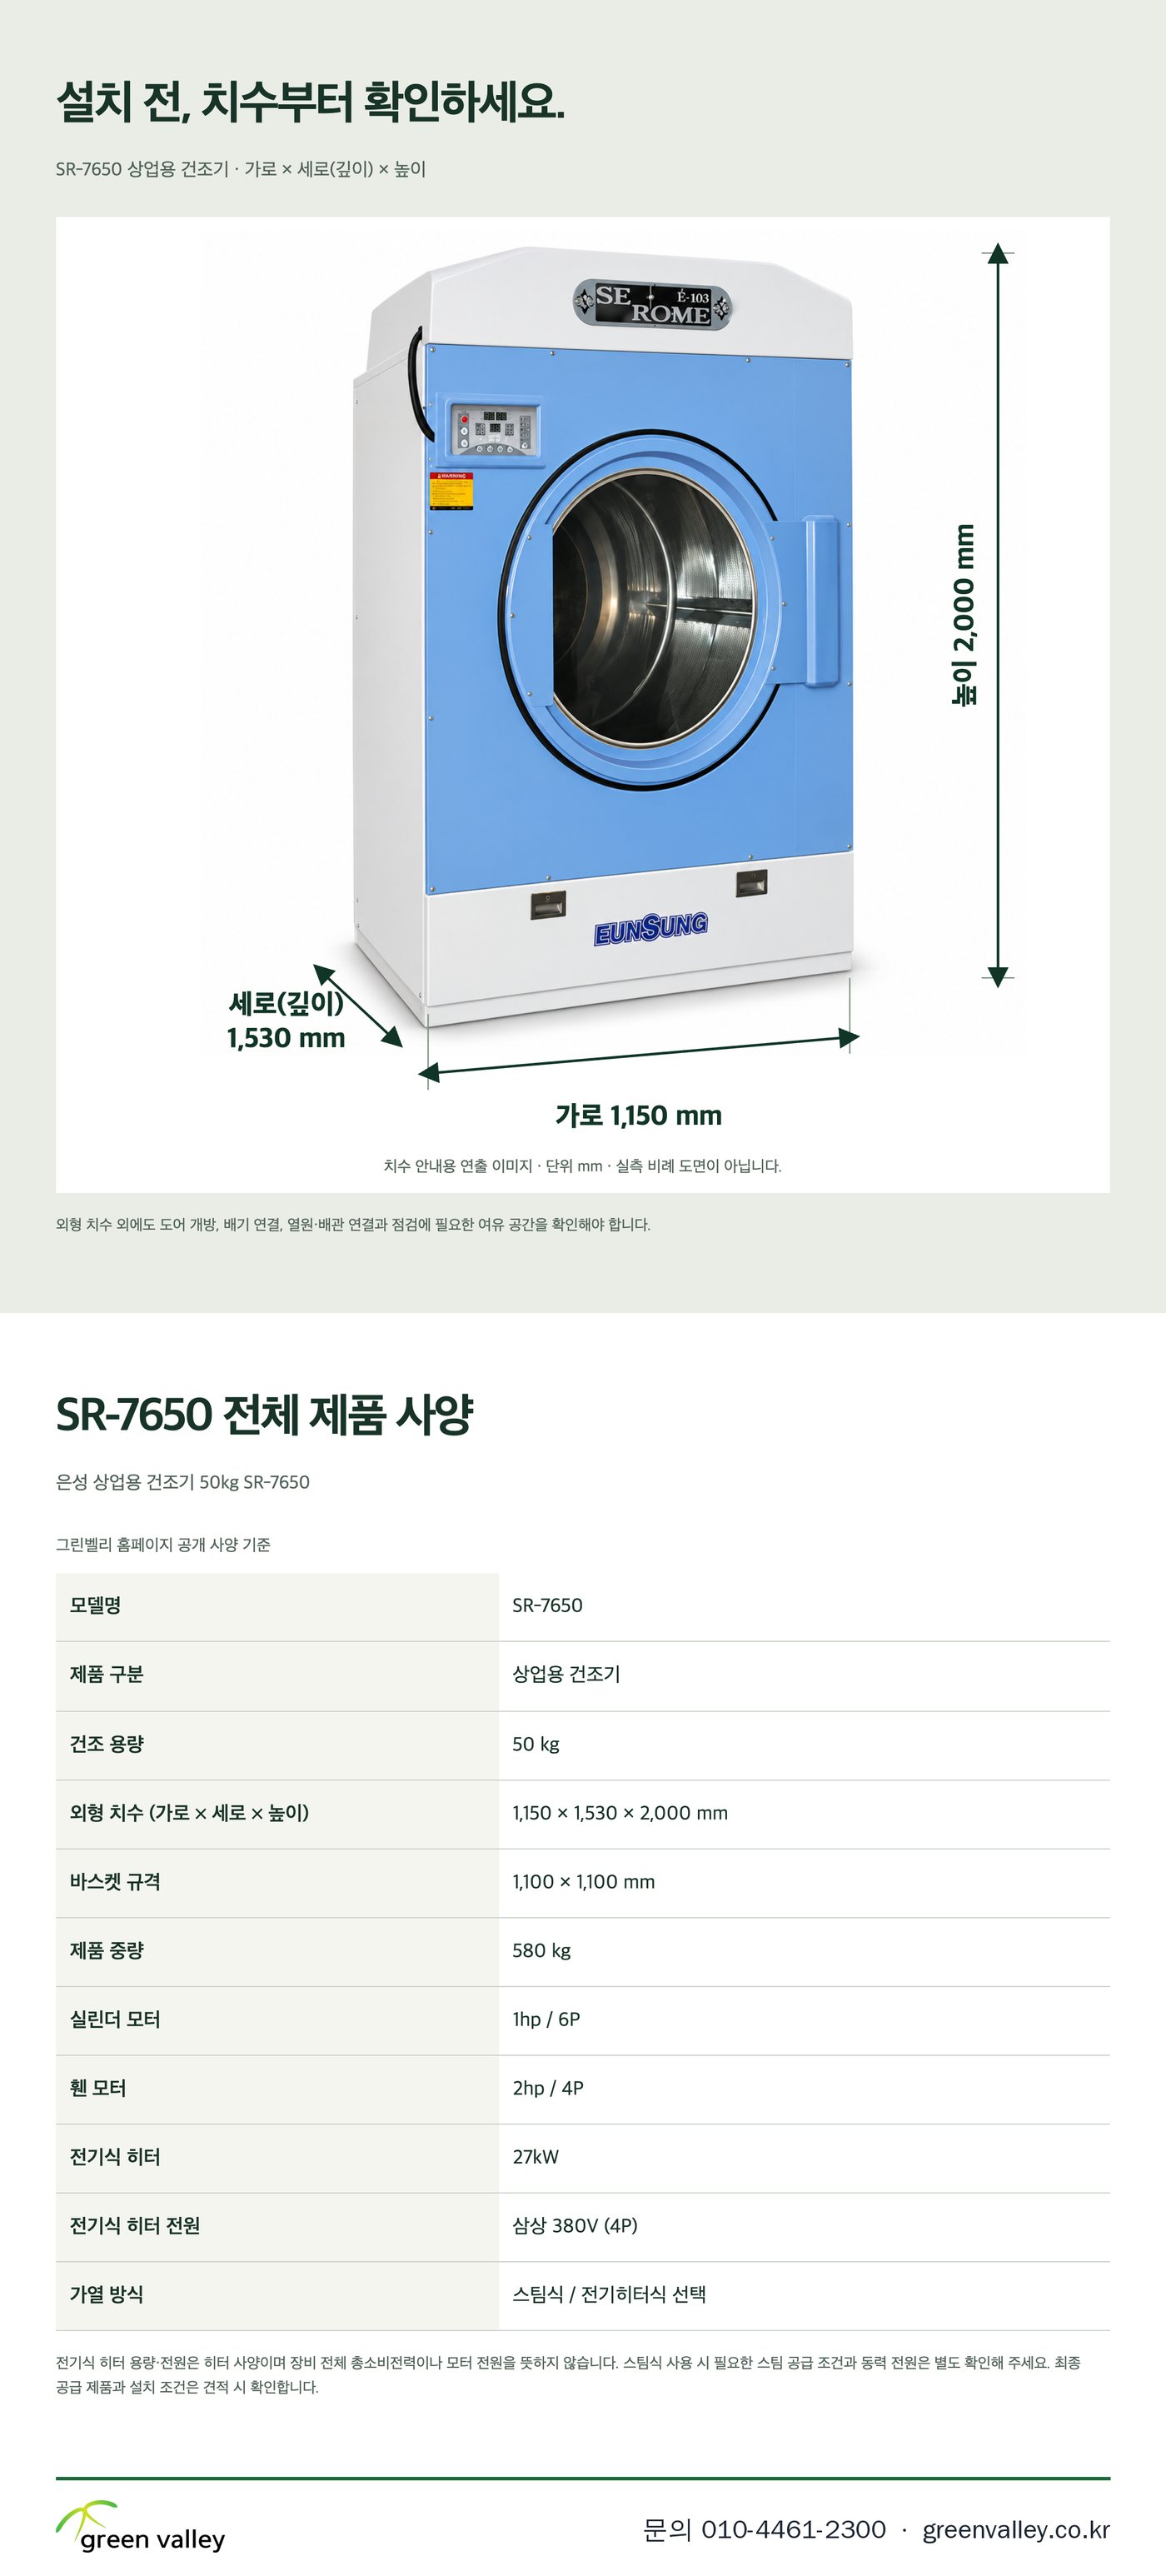 설치 전, 치수부터 확인하세요.
SR-7650 상업용 건조기 · 가로 × 세로(깊이) × 높이
SE ROME
É-103
WARNING
높이 2,000 mm
EUNSUNG
세로(깊이)
1,530 mm
가로 1,150 mm
치수 안내용 연출 이미지 · 단위 mm · 실측 비례 도면이 아닙니다.
외형 치수 외에도 도어 개방, 배기 연결, 열원·배관 연결과 점검에 필요한 여유 공간을 확인해야 합니다.
SR-7650 전체 제품 사양
은성 상업용 건조기 50kg SR-7650
그린벨리 홈페이지 공개 사양 기준
모델명 SR-7650
제품 구분 상업용 건조기
건조 용량 50 kg
외형 치수 (가로 × 세로 × 높이) 1,150 × 1,530 × 2,000 mm
바스켓 규격 1,100 × 1,100 mm
제품 중량 580 kg
실린더 모터 1hp / 6P
휀 모터 2hp / 4P
전기식 히터 27kW
전기식 히터 전원 삼상 380V (4P)
가열 방식 스팀식 / 전기히터식 선택
전기식 히터 용량·전원은 히터 사양이며 장비 전체 총소비전력이나 모터 전원을 뜻하지 않습니다. 스팀식 사용 시 필요한 스팀 공급 조건과 동력 전원은 별도 확인해 주세요. 최종
공급 제품과 설치 조건은 견적 시 확인합니다.
green valley
문의 010-4461-2300 · greenvalley.co.kr